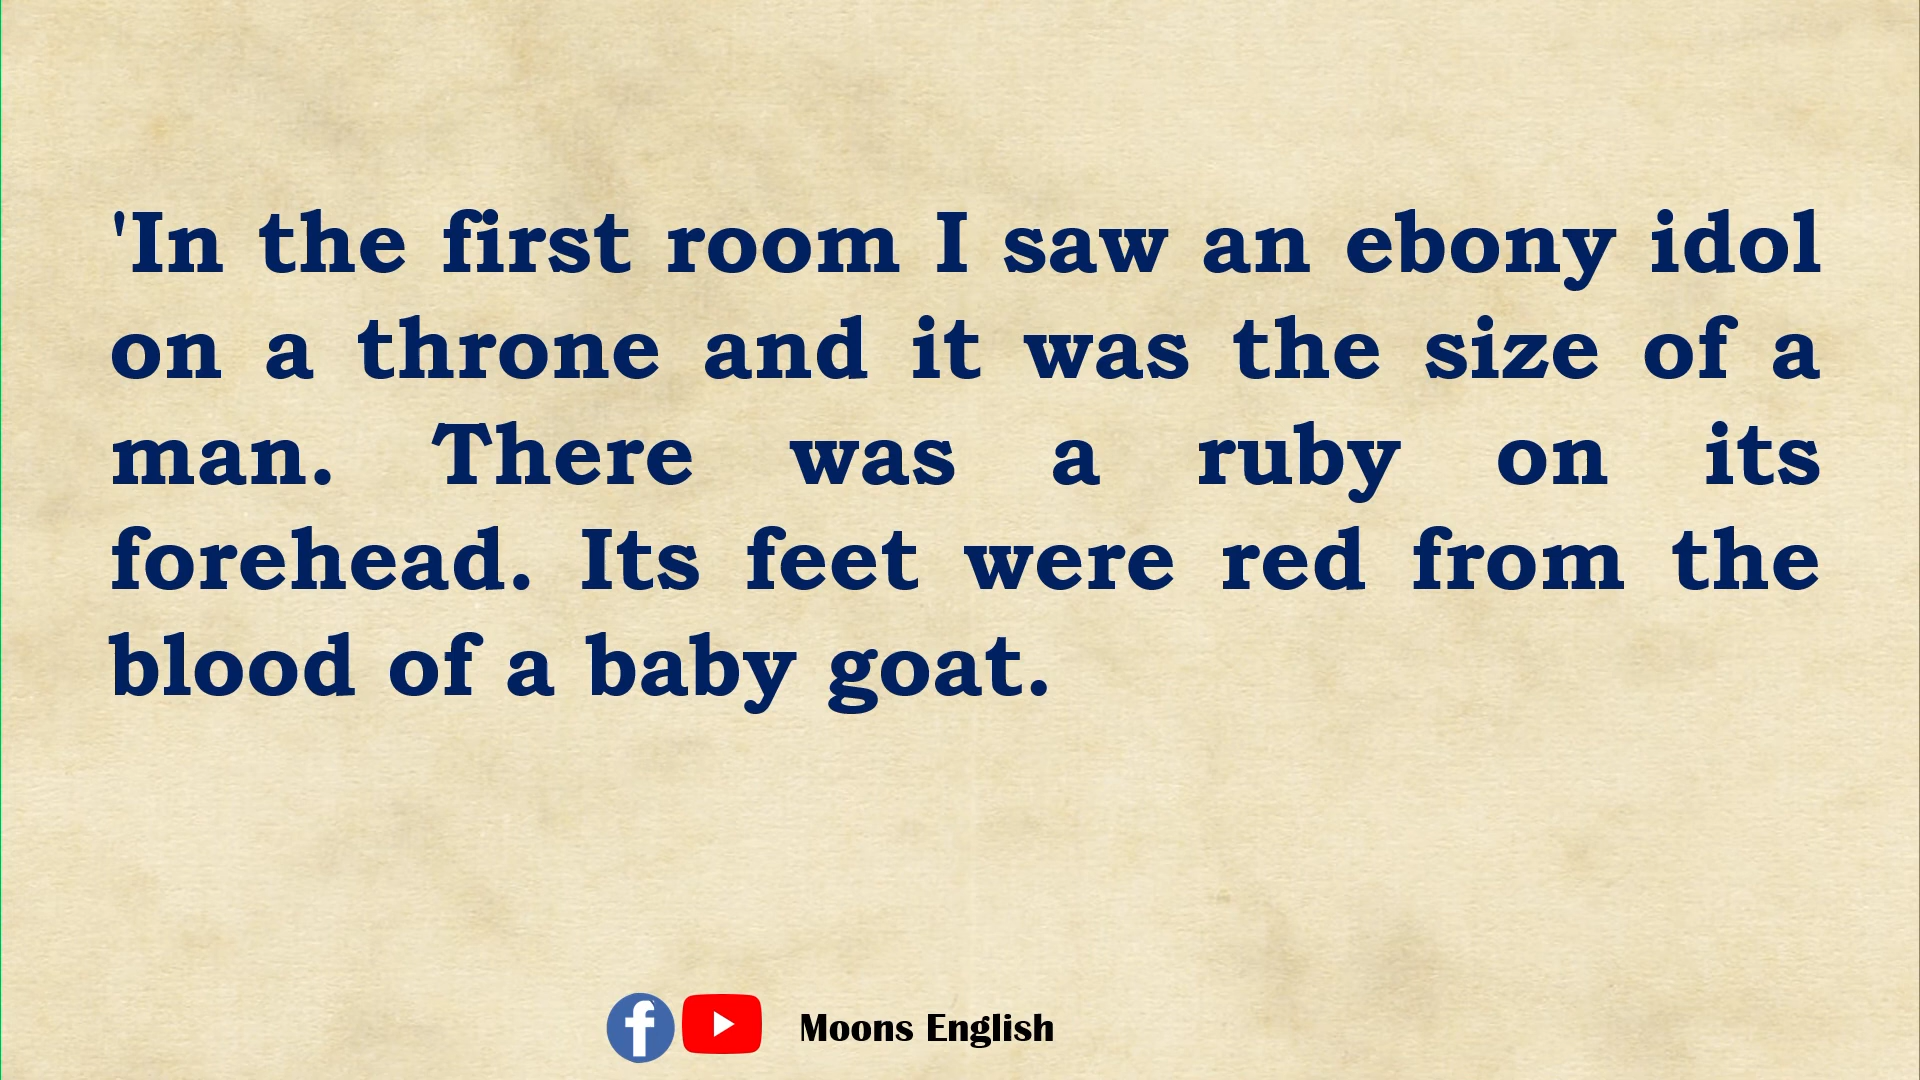 'In the first room I saw an ebony idol
on a throne and it was the size of a
man. There was a ruby on its
forehead. Its feet were red from the
blood of a baby goat.
f
Moons English